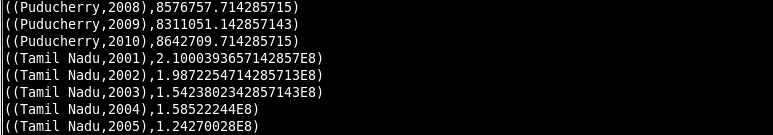 ((Puducherry,2008),8576757.714285715)
((Puducherry,2009),8311051.142857143)
((Puducherry,2010),8642709.714285715)
((Tamil Nadu,2001),2.1000393657142857E8)
((Tamil Nadu,2002),1.9872254714285713E8)
((Tamil Nadu,2003),1.5423802342857143E8)
((Tamil Nadu,2004),1.58522244E8)
((Tamil Nadu,2005),1.24270028E8)